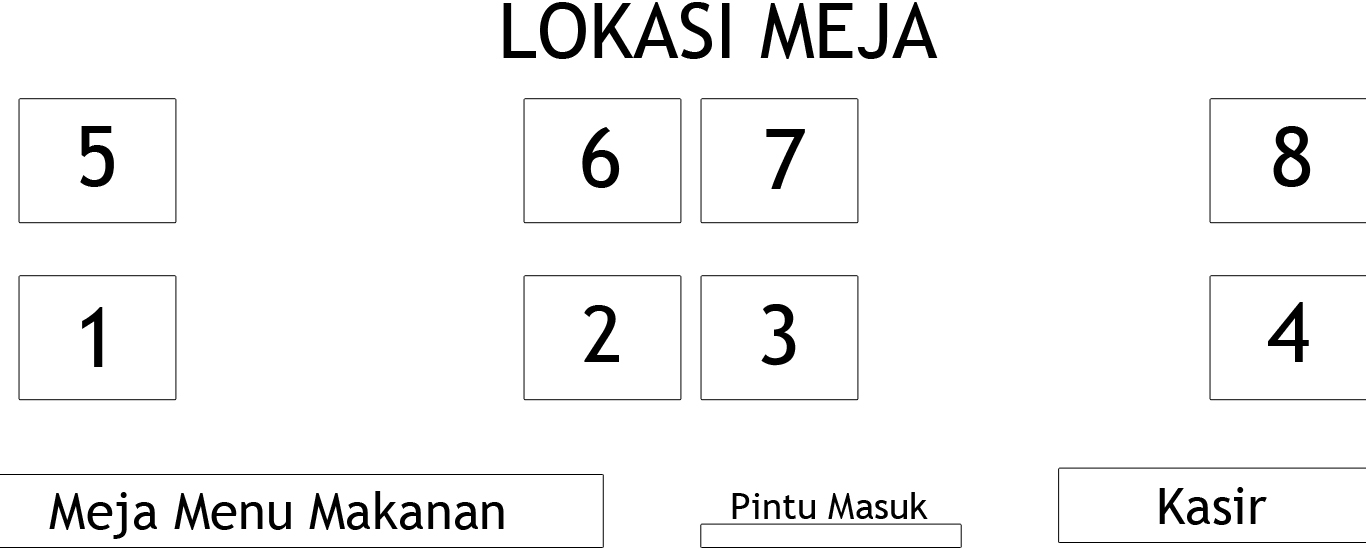 LOKASI MEJA
5 6 7 8
1 2 3 4
Meja Menu Makanan
Pintu Masuk
Kasir